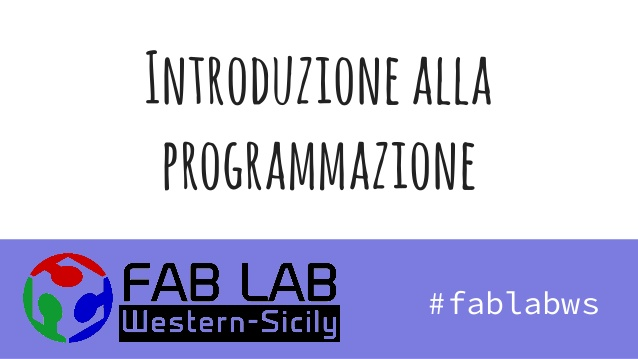 Introduzione alla
programmazione
FAB LAB
Western-Sicily
#fablabws